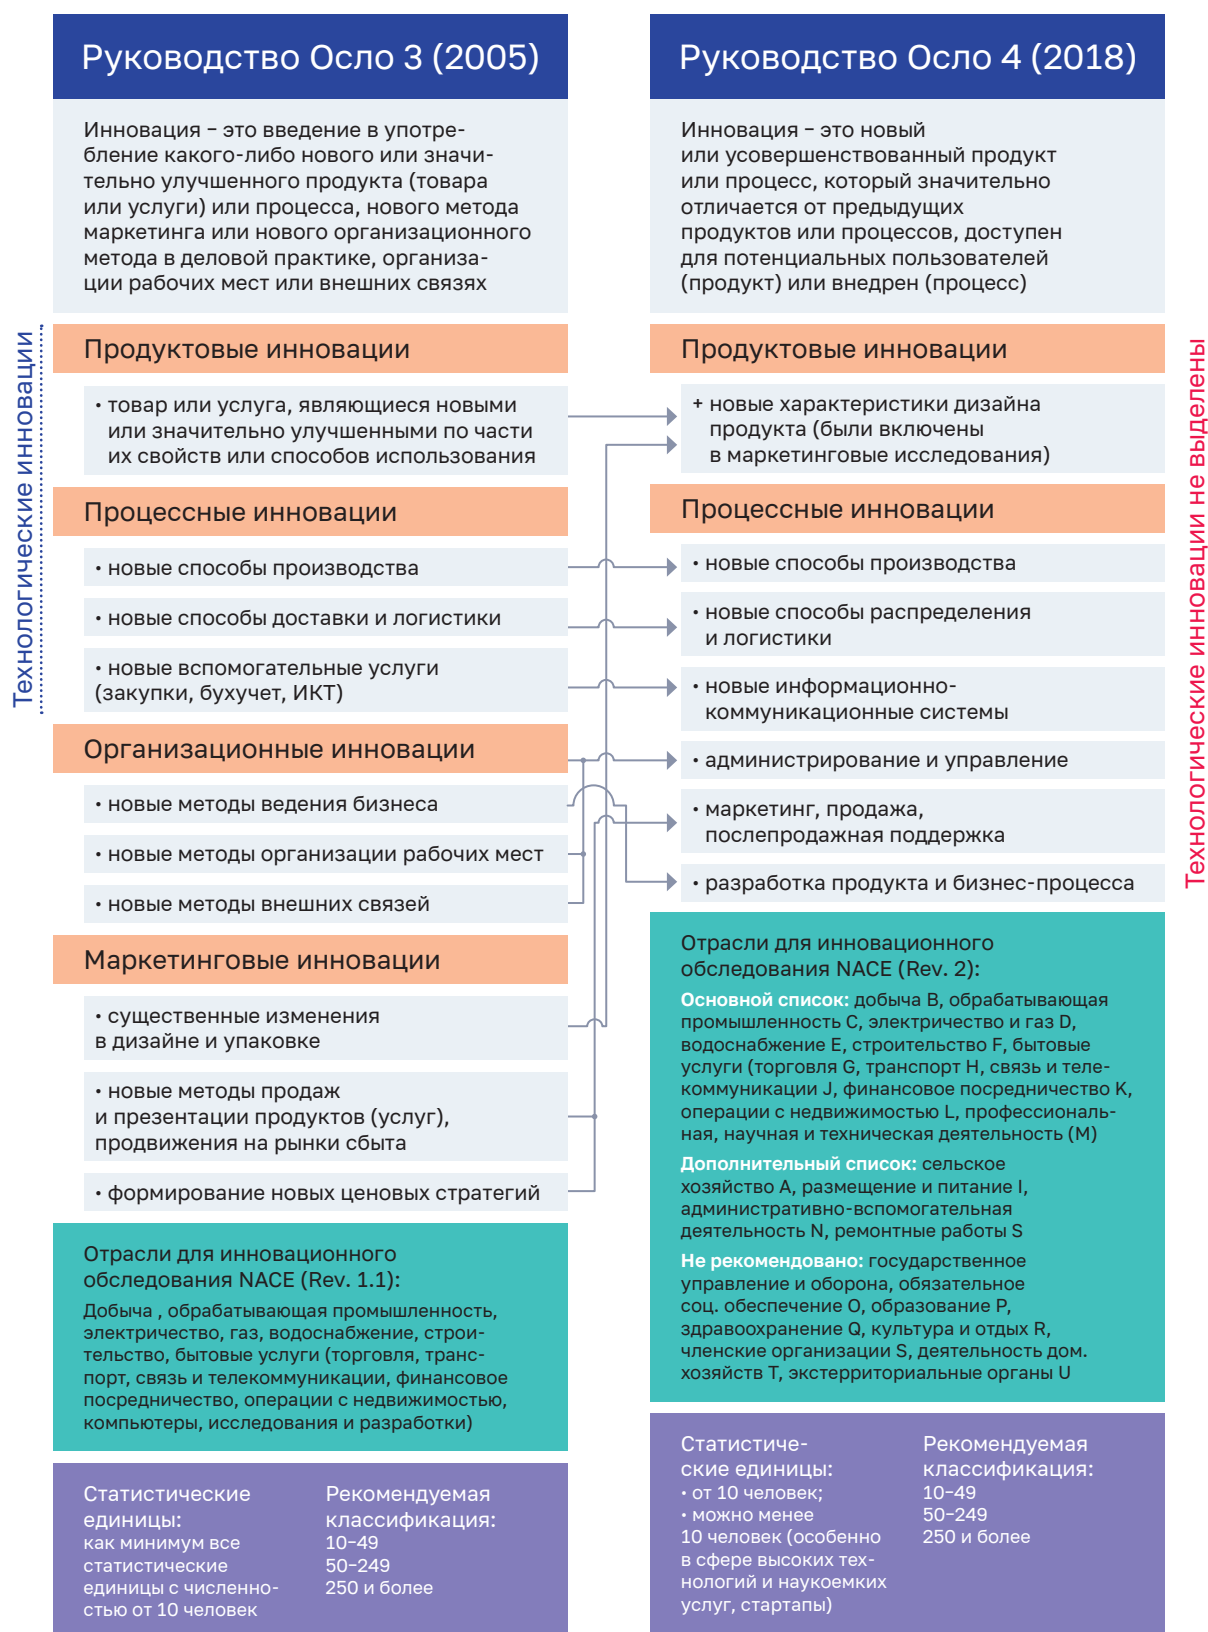 Руководство Осло 3 (2005)
Инновация – это введение в употре-
бление какого-либо нового или значи-
тельно улучшенного продукта (товара
или услуги) или процесса, нового метода
маркетинга или нового организационного
метода в деловой практике, организа-
ции рабочих мест или внешних связях
Технологические инновации
Продуктовые инновации
• товар или услуга, являющиеся новыми
или значительно улучшенными по части
их свойств или способов использования
Процессные инновации
• новые способы производства
• новые способы доставки и логистики
• новые вспомогательные услуги
(закупки, бухучет, ИКТ)
Организационные инновации
• новые методы ведения бизнеса
• новые методы организации рабочих мест
• новые методы внешних связей
Маркетинговые инновации
• существенные изменения
в дизайне и упаковке
• новые методы продаж
и презентации продуктов (услуг),
продвижения на рынки сбыта
• формирование новых ценовых стратегий
Отрасли для инновационного
обследования NACE (Rev. 1.1):
Добыча , обрабатывающая промышленность,
электричество, газ, водоснабжение, строи-
тельство, бытовые услуги (торговля, транс-
порт, связь и телекоммуникации, финансовое
посредничество, операции с недвижимостью,
компьютеры, исследования и разработки)
Статистические
единицы:
как минимум все
статистические
единицы с численно-
стью от 10 человек
Рекомендуемая
классификация:
10–49
50–249
250 и более
Руководство Осло 4 (2018)
Инновация – это новый
или усовершенствованный продукт
или процесс, который значительно
отличается от предыдущих
продуктов или процессов, доступен
для потенциальных пользователей
(продукт) или внедрен (процесс)
Продуктовые инновации
+ новые характеристики дизайна
продукта (были включены
в маркетинговые исследования)
Процессные инновации
• новые способы производства
• новые способы распределения
и логистики
• новые информационно-
коммуникационные системы
• администрирование и управление
• маркетинг, продажа,
послепродажная поддержка
• разработка продукта и бизнес-процесса
Технологические инновации не выделены
Отрасли для инновационного
обследования NACE (Rev. 2):
Основной список: добыча B, обрабатывающая
промышленность C, электричество и газ D,
водоснабжение E, строительство F, бытовые
услуги (торговля G, транспорт H, связь и теле-
коммуникации J, финансовое посредничество K,
операции с недвижимостью L, профессиональ-
ная, научная и техническая деятельность (M)
Дополнительный список: сельское
хозяйство A, размещение и питание I,
административно-вспомогательная
деятельность N, ремонтные работы S
Не рекомендовано: государственное
управление и оборона, обязательное
соц. обеспечение O, образование P,
здравоохранение Q, культура и отдых R,
членские организации S, деятельность дом.
хозяйств T, экстерриториальные органы U
Статистиче-
ские единицы:
• от 10 человек;
• можно менее
10 человек (особенно
в сфере высоких тех-
нологий и наукоемких
услуг, стартапы)
Рекомендуемая
классификация:
10–49
50–249
250 и более